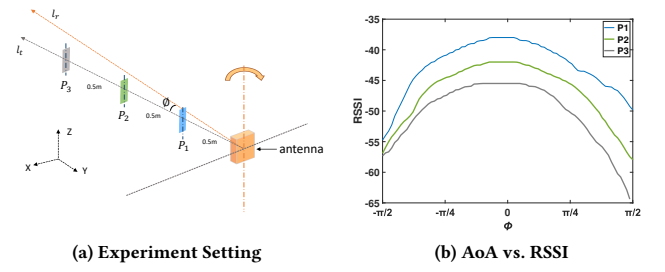 l_r
l_t
P_3
0.5m
P_2
0.5m
Ø
P_1
0.5m
antenna
Z
X
Y
(a) Experiment Setting
-35
-40
-45
-50
-55
-60
-65
RSSI
P1
P2
P3
-π/2
-π/4
0
π/4
π/2
Φ
(b) AoA vs. RSSI